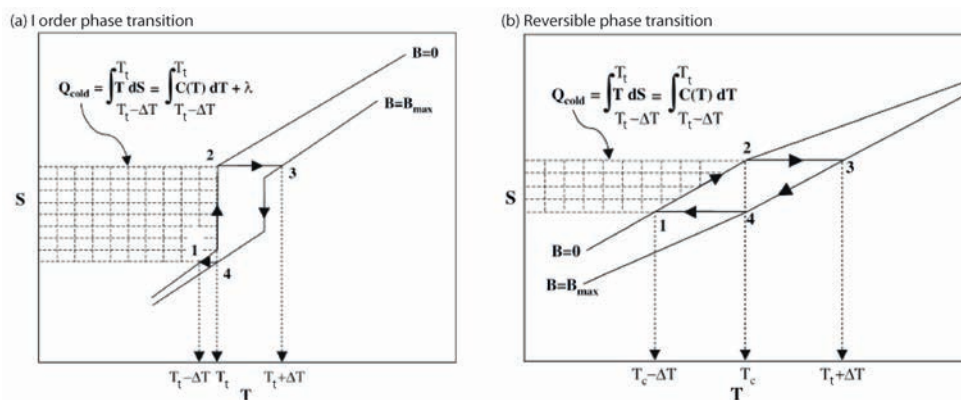 (a) I order phase transition
B=0
T_t T_t
Q_cold = ∫T dS = ∫C(T) dT + λ
T_t−ΔT T_t−ΔT
B=B_max
2
3
S
1
4
T_t−ΔT T_t T_t+ΔT
T
(b) Reversible phase transition
T_t T_t
Q_cold = ∫T dS = ∫C(T) dT
T_t−ΔT T_t−ΔT
2
3
S
1
4
B=0
B=B_max
T_c−ΔT T_c T_t+ΔT
T